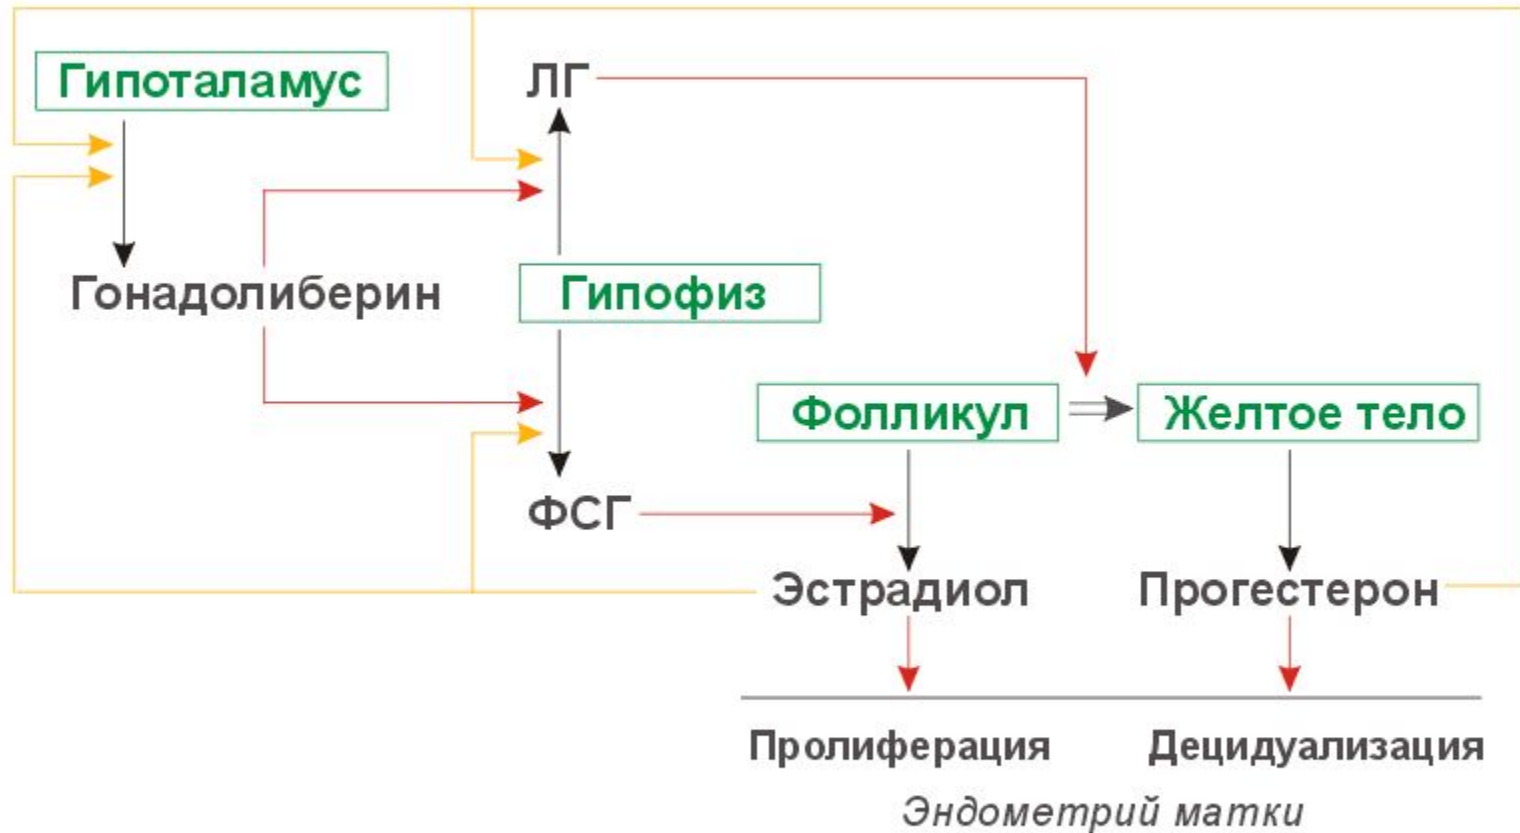 Гипоталамус
ЛГ
Гонадолиберин
Гипофиз
Фолликул
Желтое тело
ФСГ
Эстрадиол
Прогестерон
Пролиферация
Децидуализация
Эндометрий матки